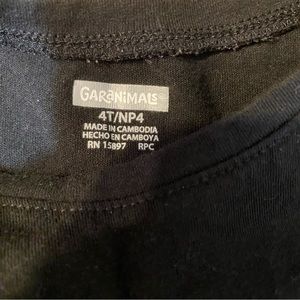 GARANiMALS
4T/NP4
MADE IN CAMBODIA
HECHO EN CAMBOYA
RN 15897 RPC